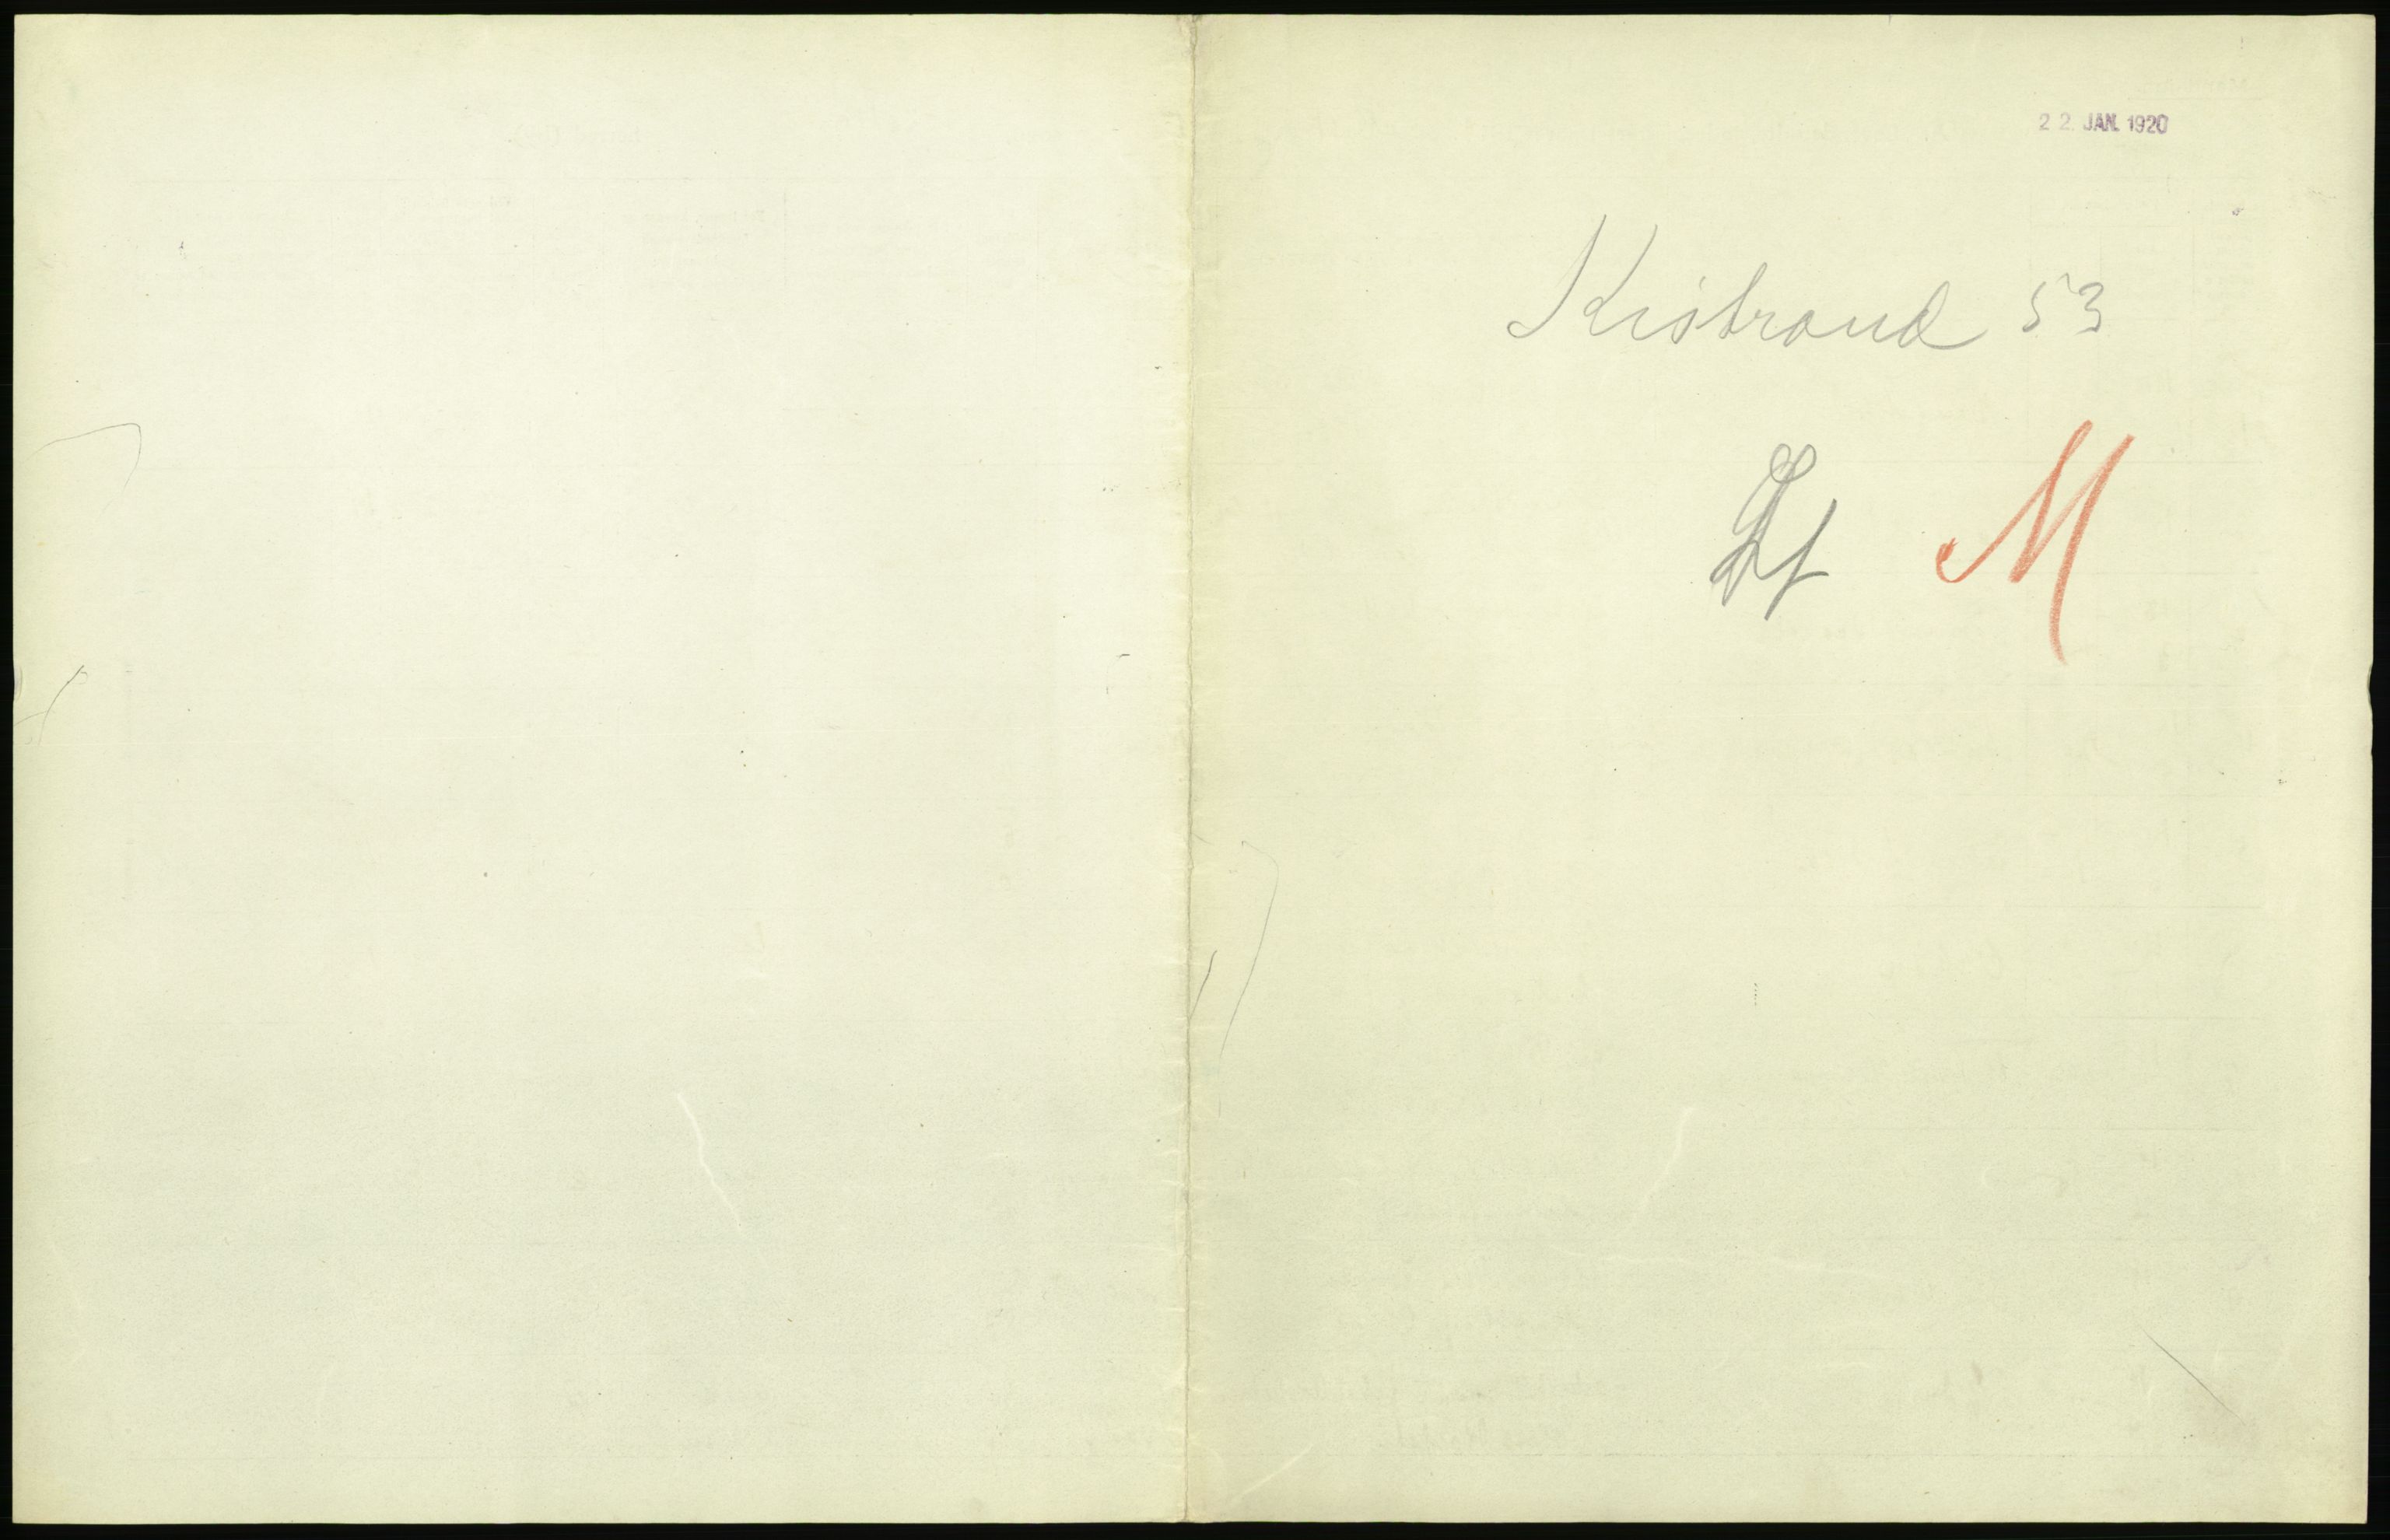 22. JAN. 1920
Kistrand 53
M